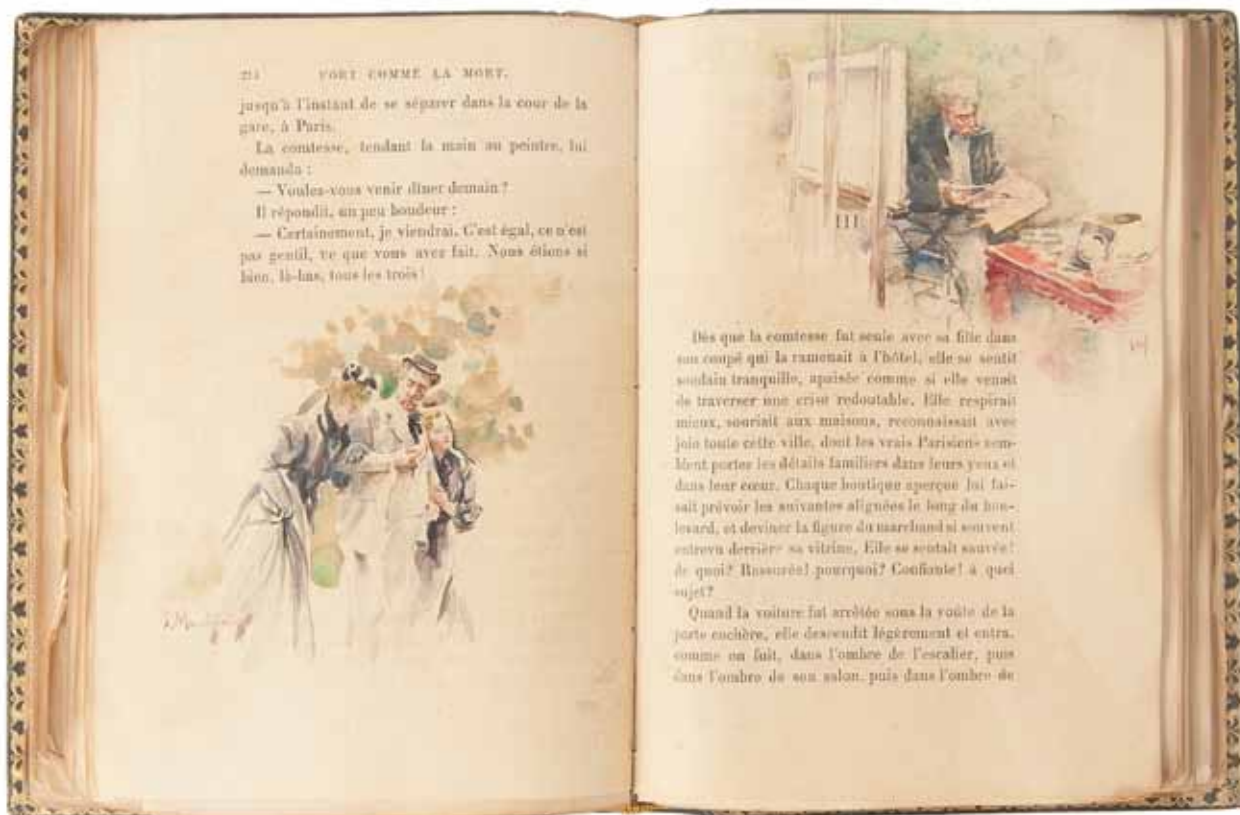 FORT COMME LA MORT.
jusqu'à l'instant de se séparer dans la cour de la
gare, à Paris.
La comtesse, tendant la main au peintre, lui
demanda :
— Voulez-vous venir dîner demain ?
Il répondit, un peu boudeur :
— Certainement, je viendrai. C'est égal, ce n'est
pas gentil, ce que vous avez fait. Nous étions si
bien, là-bas, tous les trois !
III
Dès que la comtesse fut seule avec sa fille dans
son coupé qui la ramenait à l'hôtel, elle se sentit
soudain tranquille, apaisée comme si elle venait
de traverser une crise redoutable. Elle respirait
mieux, souriait aux maisons, reconnaissait avec
joie toute cette ville, dont les vrais Parisiens sem-
blent porter les détails familiers dans leurs yeux et
dans leur cœur. Chaque boutique aperçue lui fai-
sait prévoir les suivantes alignées le long du bou-
levard, et deviner la figure du marchand si souvent
entrevu derrière sa vitrine. Elle se sentait sauvée !
de quoi ? Rassurée ! pourquoi ? Confiante ! à quel
sujet ?
Quand la voiture fut arrêtée sous la voûte de la
porte cochère, elle descendit légèrement et entra,
comme on fuit, dans l'ombre de l'escalier, puis
dans l'ombre de son salon, puis dans l'ombre de